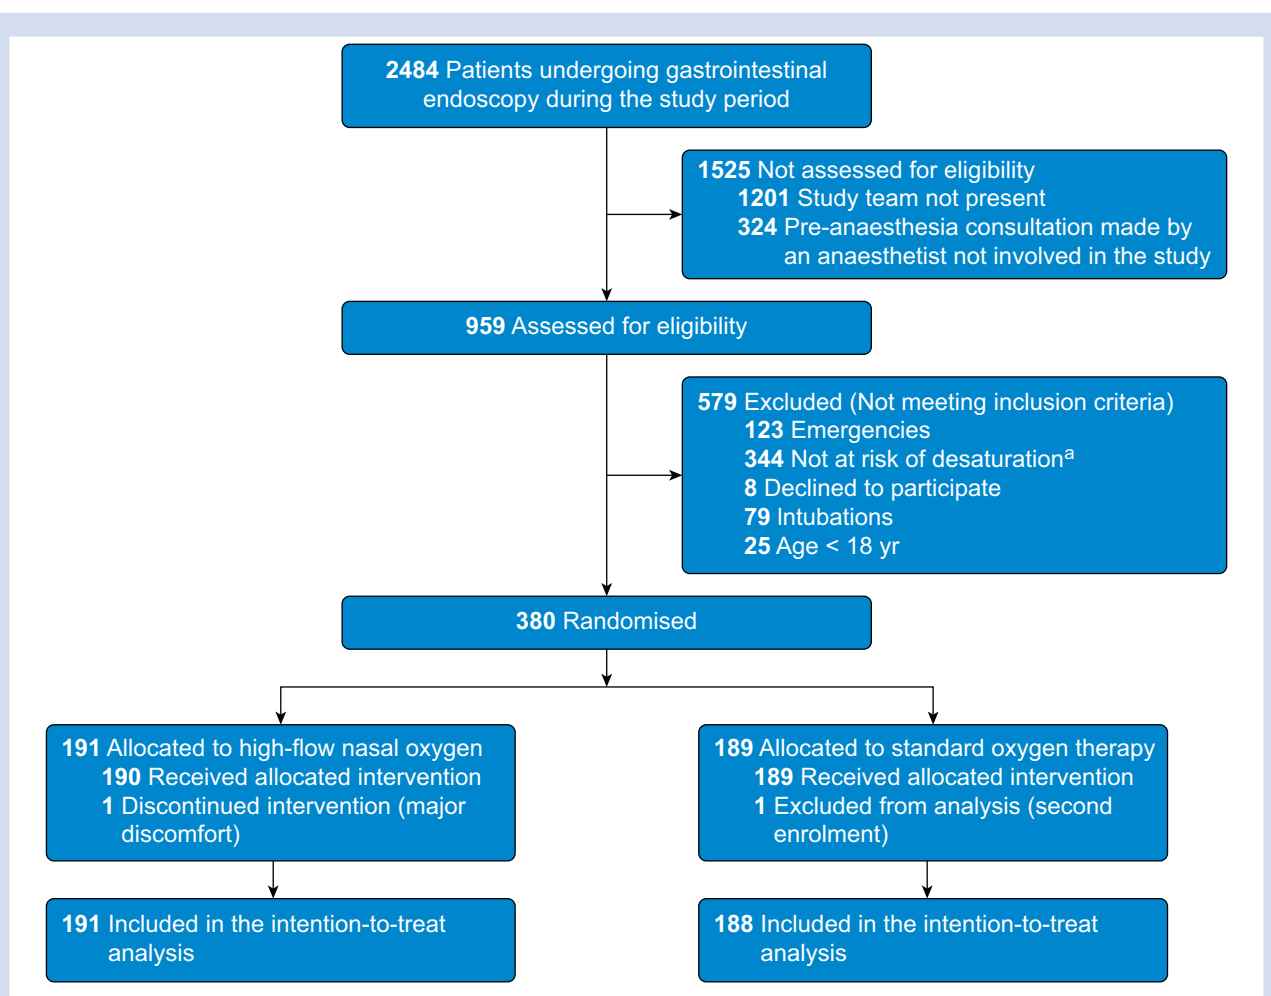 2484 Patients undergoing gastrointestinal
endoscopy during the study period
1525 Not assessed for eligibility
1201 Study team not present
324 Pre-anaesthesia consultation made by
an anaesthetist not involved in the study
959 Assessed for eligibility
579 Excluded (Not meeting inclusion criteria)
123 Emergencies
344 Not at risk of desaturationᵃ
8 Declined to participate
79 Intubations
25 Age < 18 yr
380 Randomised
191 Allocated to high-flow nasal oxygen
190 Received allocated intervention
1 Discontinued intervention (major
discomfort)
189 Allocated to standard oxygen therapy
189 Received allocated intervention
1 Excluded from analysis (second
enrolment)
191 Included in the intention-to-treat
analysis
188 Included in the intention-to-treat
analysis